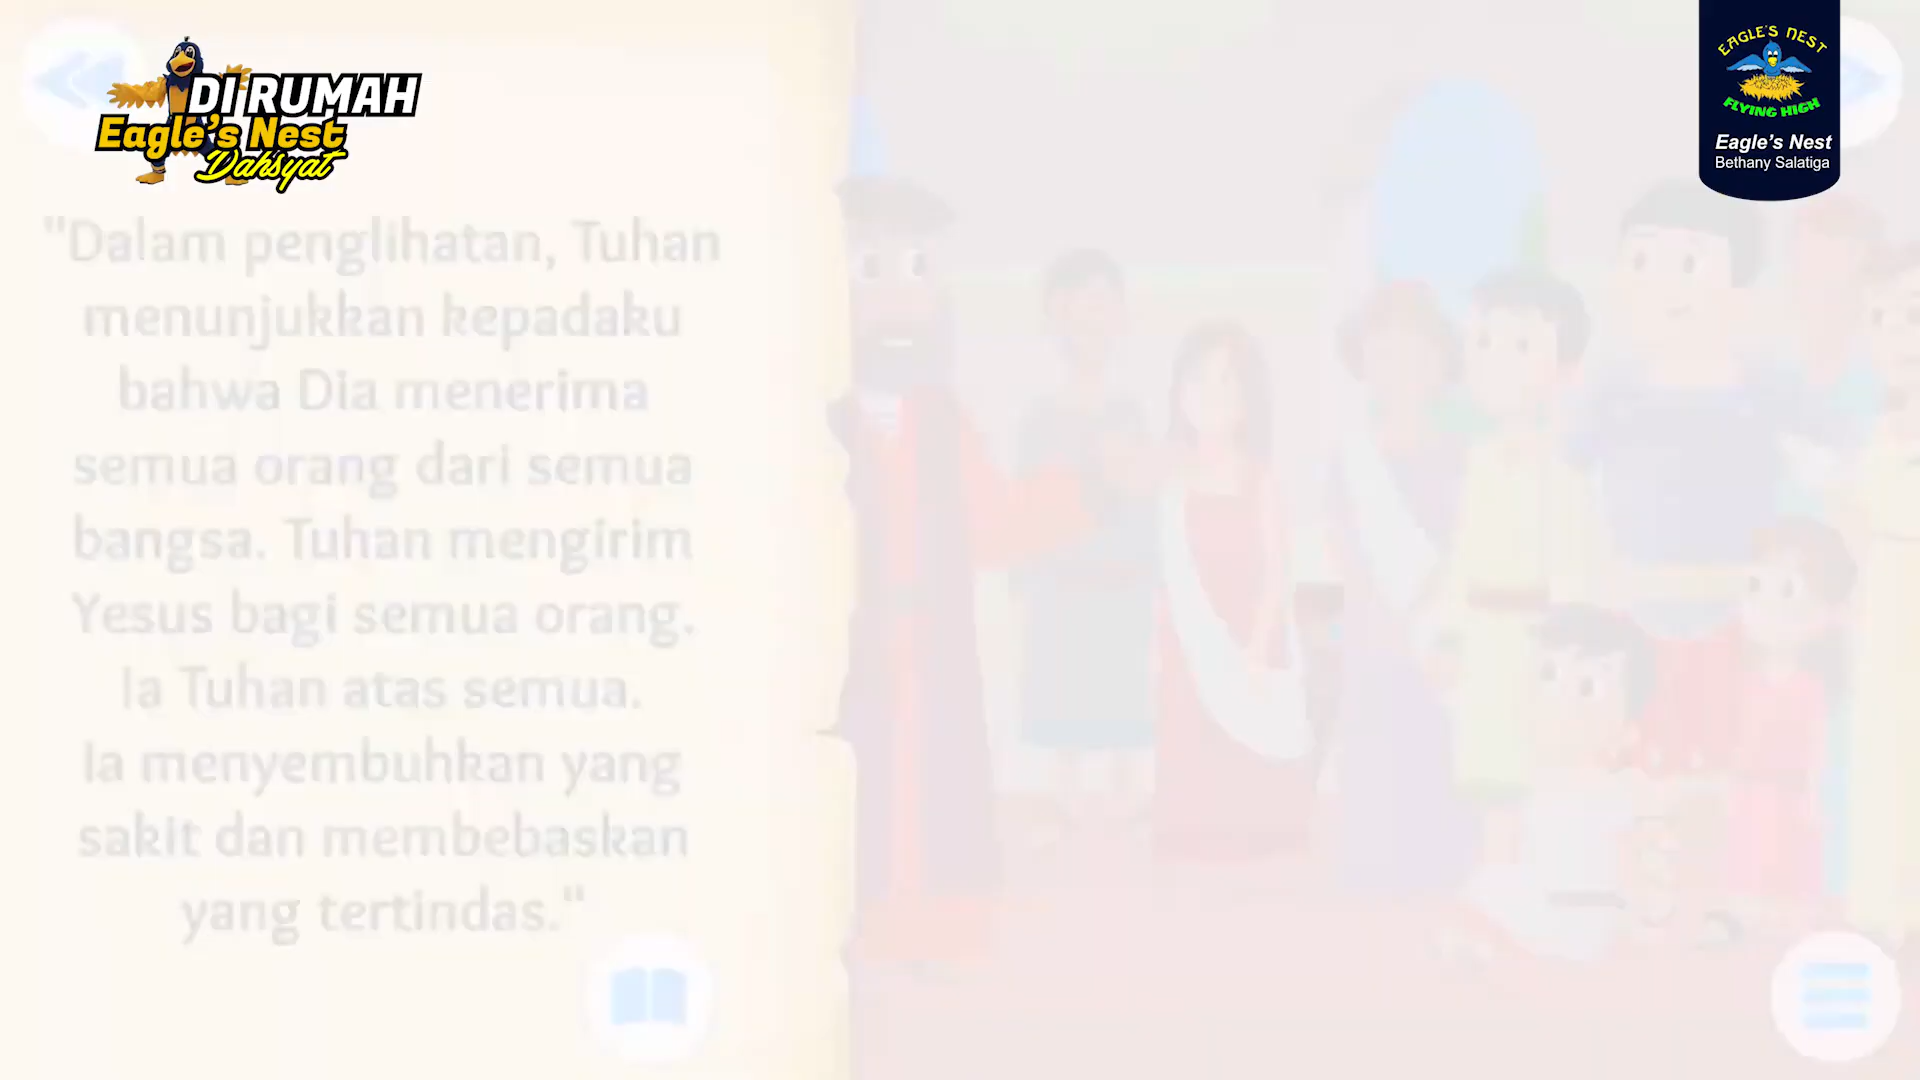 DI RUMAH
Eagle's Nest
Dahsyat
EAGLE'S NEST
FLYING HIGH
Eagle's Nest
Bethany Salatiga
"Dalam penglihatan, Tuhan
menunjukkan kepadaku
bahwa Dia menerima
semua orang dari semua
bangsa. Tuhan mengirim
Yesus bagi semua orang.
Ia Tuhan atas semua.
Ia menyembuhkan yang
sakit dan membebaskan
yang tertindas."